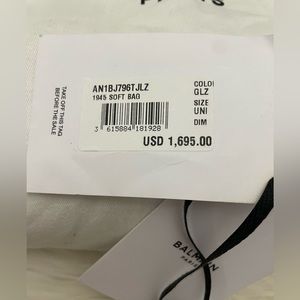 PARIS
TAKE OFF THIS TAG
BEFORE THE SALE
AN1BJ796TJLZ
1945 SOFT BAG
COLO
GLZ
SIZE
UNI
DIM
3 615884 181928
USD 1,695.00
BALMAIN
PARIS